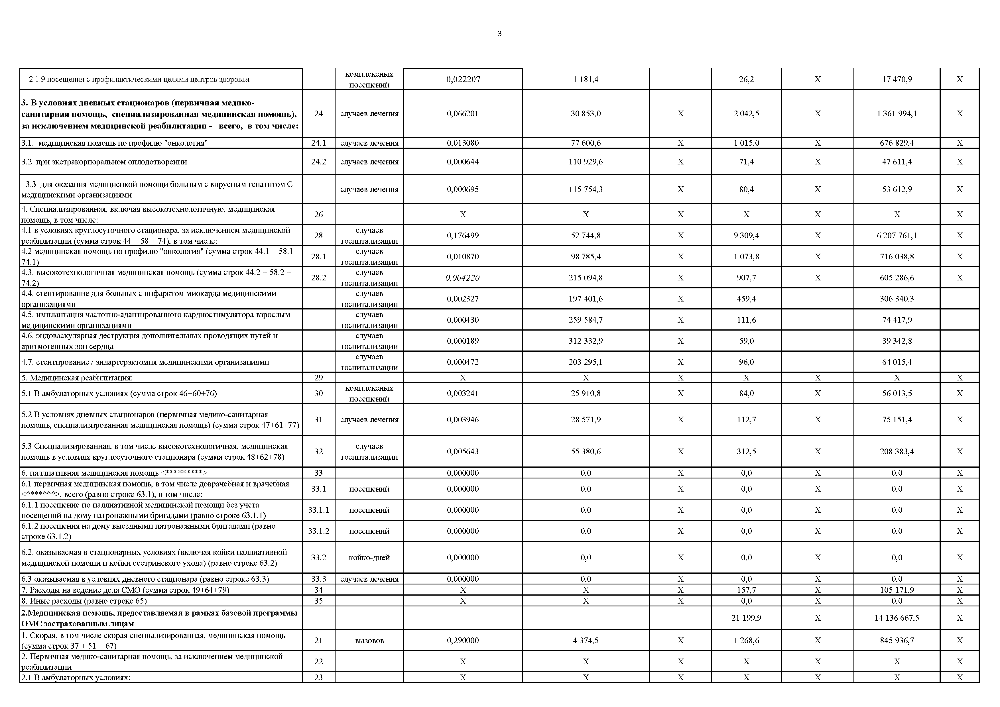 3
2.1.9 посещения с профилактическими целями центров здоровья комплексных посещений 0,022207 1 181,4 26,2 X 17 470,9 X
3. В условиях дневных стационаров (первичная медико-
санитарная помощь, специализированная медицинская помощь),
за исключением медицинской реабилитации - всего, в том числе: 24 случаев лечения 0,066201 30 853,0 X 2 042,5 X 1 361 994,1 X
3.1. медицинская помощь по профилю "онкология" 24.1 случаев лечения 0,013080 77 600,6 X 1 015,0 X 676 829,4 X
3.2 при экстракорпоральном оплодотворении 24.2 случаев лечения 0,000644 110 929,6 X 71,4 X 47 611,4 X
3.3 для оказания медициснкой помощи больным с вирусным гепатитом С
медицинскими организациями случаев лечения 0,000695 115 754,3 X 80,4 X 53 612,9 X
4. Специализированная, включая высокотехнологичную, медицинская
помощь, в том числе: 26 X X X X X X X
4.1 в условиях круглосуточного стационара, за исключением медицинской
реабилитации (сумма строк 44 + 58 + 74), в том числе: 28 случаев госпитализации 0,176499 52 744,8 X 9 309,4 X 6 207 761,1 X
4.2 медицинская помощь по профилю "онкология" (сумма строк 44.1 + 58.1 +
74.1) 28.1 случаев госпитализации 0,010870 98 785,4 X 1 073,8 X 716 038,8 X
4.3. высокотехнологичная медицинская помощь (сумма строк 44.2 + 58.2 +
74.2) 28.2 случаев госпитализации 0,004220 215 094,8 X 907,7 X 605 286,6 X
4.4. стентирование для больных с инфарктом миокарда медицинскими
организациями случаев госпитализации 0,002327 197 401,6 X 459,4 306 340,3
4.5. имплантация частотно-адаптированного кардиостимулятора взрослым
медицинскими организациями случаев госпитализации 0,000430 259 584,7 X 111,6 74 417,9
4.6. эндоваскулярная деструкция дополнительных проводящих путей и
аритмогенных зон сердца случаев госпитализации 0,000189 312 332,9 X 59,0 39 342,8
4.7. стентирование / эндартерэктомия медицинскими организациями случаев госпитализации 0,000472 203 295,1 X 96,0 64 015,4
5. Медицинская реабилитация: 29 X X X X X X X
5.1 В амбулаторных условиях (сумма строк 46+60+76) 30 комплексных посещений 0,003241 25 910,8 X 84,0 X 56 013,5 X
5.2 В условиях дневных стационаров (первичная медико-санитарная
помощь, специализированная медицинская помощь) (сумма строк 47+61+77) 31 случаев лечения 0,003946 28 571,9 X 112,7 X 75 151,4 X
5.3 Специализированная, в том числе высокотехнологичная, медицинская
помощь в условиях круглосуточного стационара (сумма строк 48+62+78) 32 случаев госпитализации 0,005643 55 380,6 X 312,5 X 208 383,4 X
6. паллиативная медицинская помощь <*********> 33 0,000000 0,0 X 0,0 X 0,0 X
6.1 первичная медицинская помощь, в том числе доврачебная и врачебная
<*******>, всего (равно строке 63.1), в том числе: 33.1 посещений 0,000000 0,0 X 0,0 X 0,0 X
6.1.1 посещение по паллиативной медицинской помощи без учета
посещений на дому патронажными бригадами (равно строке 63.1.1) 33.1.1 посещений 0,000000 0,0 X 0,0 X 0,0 X
6.1.2 посещения на дому выездными патронажными бригадами (равно
строке 63.1.2) 33.1.2 посещений 0,000000 0,0 X 0,0 X 0,0 X
6.2. оказываемая в стационарных условиях (включая койки паллиативной
медицинской помощи и койки сестринского ухода) (равно строке 63.2) 33.2 койко-дней 0,000000 0,0 X 0,0 X 0,0 X
6.3 оказываемая в условиях дневного стационара (равно строке 63.3) 33.3 случаев лечения 0,000000 0,0 X 0,0 X 0,0 X
7. Расходы на ведение дела СМО (сумма строк 49+64+79) 34 X X X 157,7 X 105 171,9 X
8. Иные расходы (равно строке 65) 35 X X X 0,0 X 0,0 X
2.Медицинская помощь, предоставляемая в рамках базовой программы
ОМС застрахованным лицам 21 199,9 X 14 136 667,5 X
1. Скорая, в том числе скорая специализированная, медицинская помощь
(сумма строк 37 + 51 + 67) 21 вызовов 0,290000 4 374,5 X 1 268,6 X 845 936,7 X
2. Первичная медико-санитарная помощь, за исключением медицинской
реабилитации 22 X X X X X X X
2.1 В амбулаторных условиях: 23 X X X X X X X